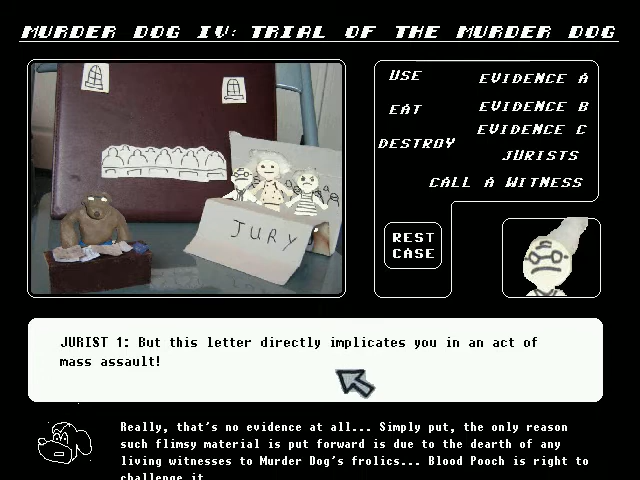 MURDER DOG IV: TRIAL OF THE MURDER DOG
USE
EAT
DESTROY
EVIDENCE A
EVIDENCE B
EVIDENCE C
JURISTS
CALL A WITNESS
JURY
REST
CASE
JURIST 1: But this letter directly implicates you in an act of
mass assault!
Really, that's no evidence at all... Simply put, the only reason
such flimsy material is put forward is due to the dearth of any
living witnesses to Murder Dog's frolics... Blood Pooch is right to
challenge it